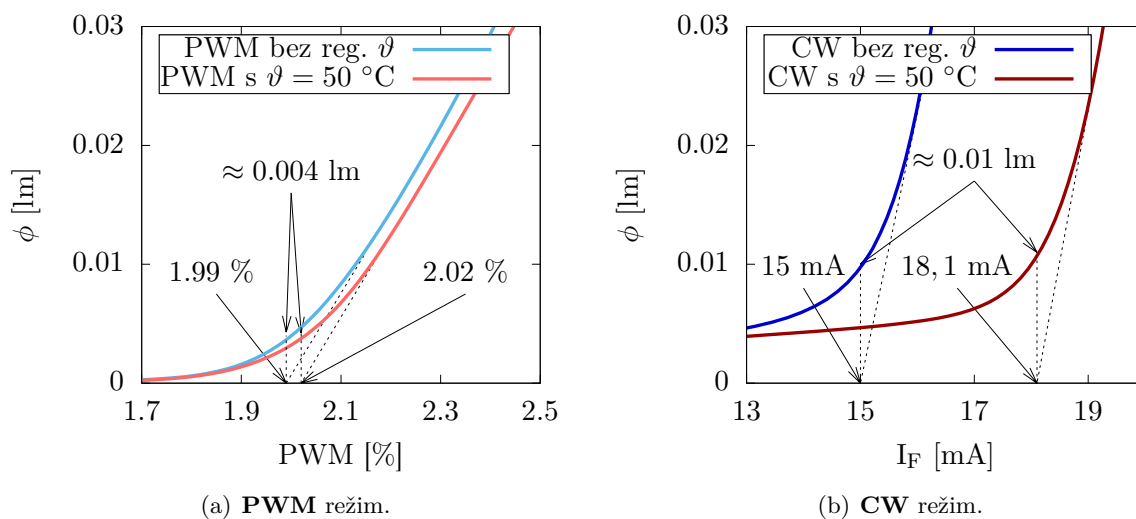 0.03
0.02
0.01
0
ϕ [lm]
PWM bez reg. ϑ
PWM s ϑ = 50 °C
≈ 0.004 lm
1.99 %
2.02 %
1.7
1.9
2.1
2.3
2.5
PWM [%]
(a) PWM režim.
0.03
0.02
0.01
0
ϕ [lm]
CW bez reg. ϑ
CW s ϑ = 50 °C
≈ 0.01 lm
15 mA
18, 1 mA
13
15
17
19
I_F [mA]
(b) CW režim.